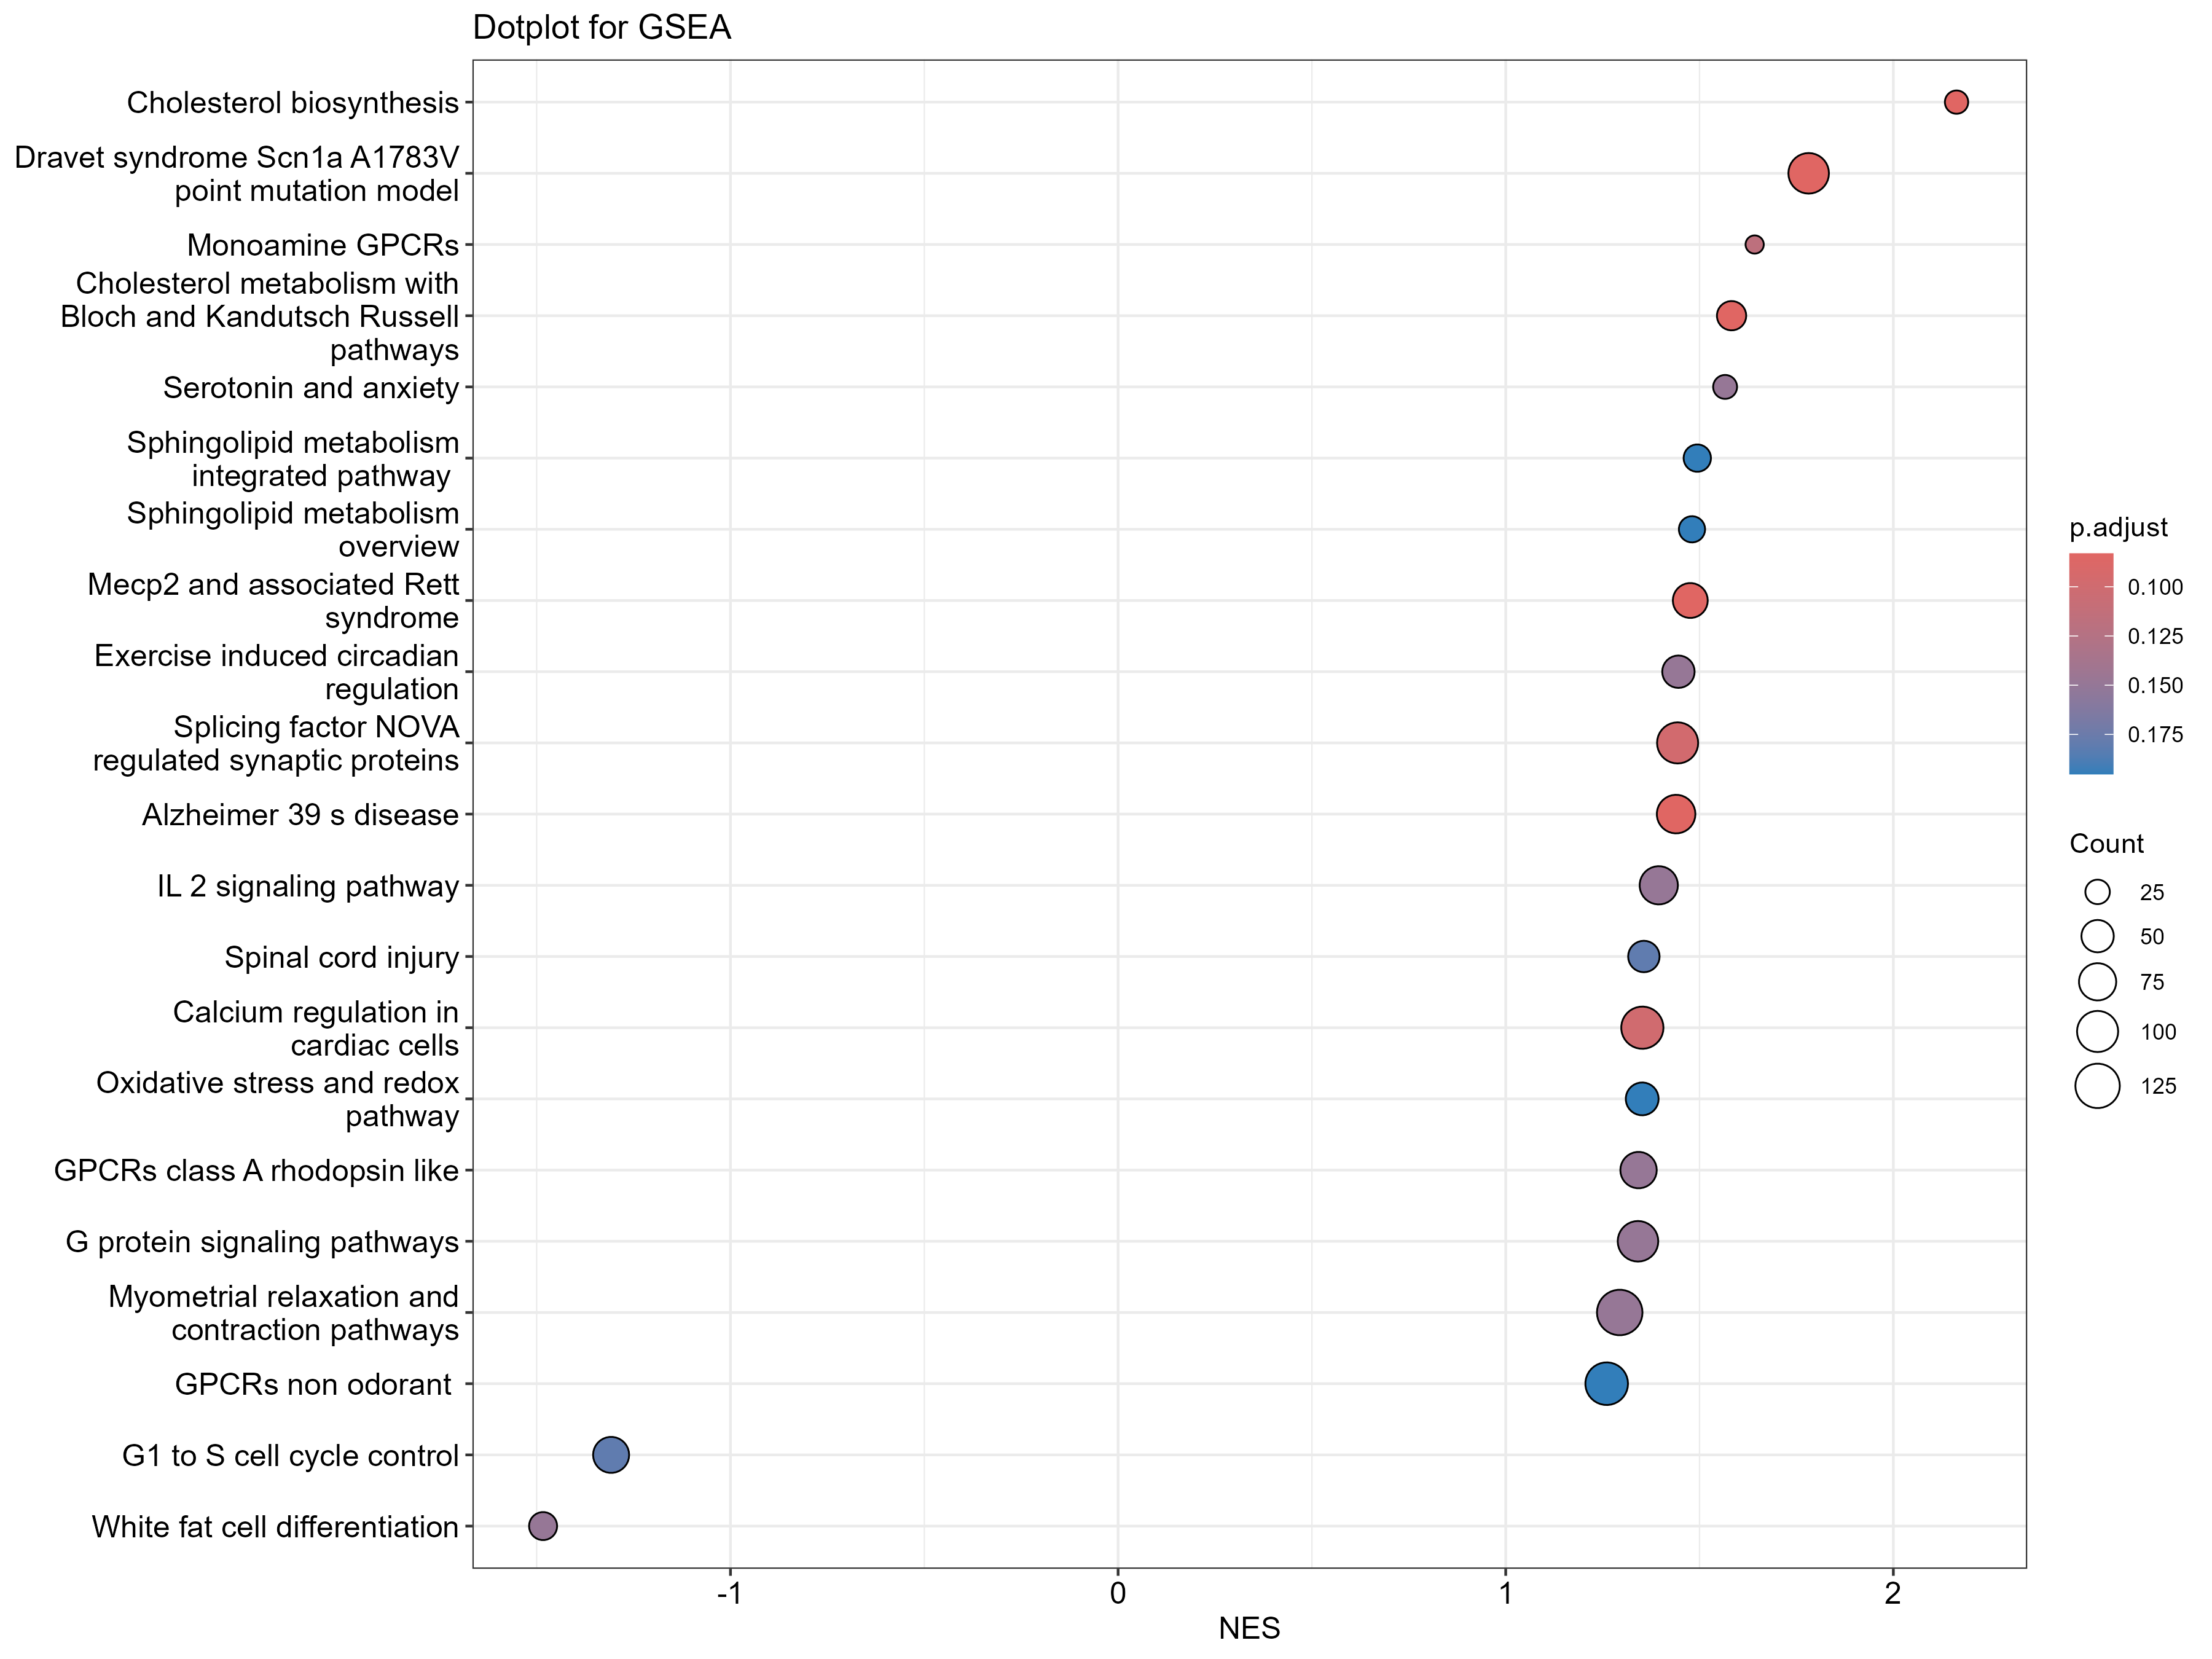 Dotplot for GSEA
Cholesterol biosynthesis
Dravet syndrome Scn1a A1783V
point mutation model
Monoamine GPCRs
Cholesterol metabolism with
Bloch and Kandutsch Russell
pathways
Serotonin and anxiety
Sphingolipid metabolism
integrated pathway
Sphingolipid metabolism
overview
Mecp2 and associated Rett
syndrome
Exercise induced circadian
regulation
Splicing factor NOVA
regulated synaptic proteins
Alzheimer 39 s disease
IL 2 signaling pathway
Spinal cord injury
Calcium regulation in
cardiac cells
Oxidative stress and redox
pathway
GPCRs class A rhodopsin like
G protein signaling pathways
Myometrial relaxation and
contraction pathways
GPCRs non odorant
G1 to S cell cycle control
White fat cell differentiation
-1
0
1
2
NES
p.adjust
0.100
0.125
0.150
0.175
Count
25
50
75
100
125